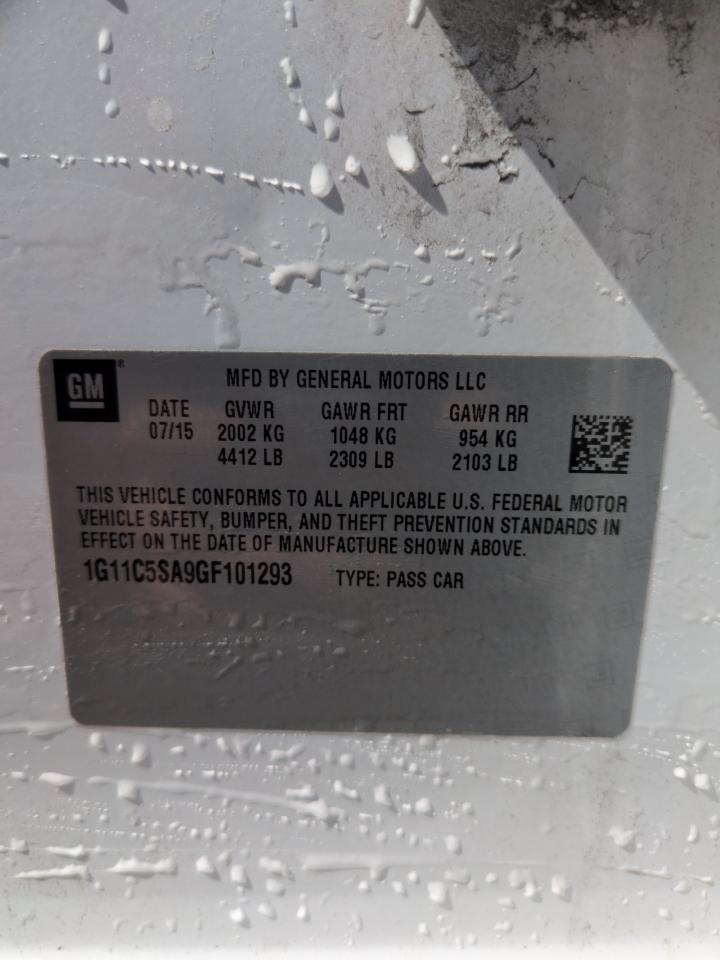 GM®
MFD BY GENERAL MOTORS LLC
DATE GVWR GAWR FRT GAWR RR
07/15 2002 KG 1048 KG 954 KG
4412 LB 2309 LB 2103 LB
THIS VEHICLE CONFORMS TO ALL APPLICABLE U.S. FEDERAL MOTOR
VEHICLE SAFETY, BUMPER, AND THEFT PREVENTION STANDARDS IN
EFFECT ON THE DATE OF MANUFACTURE SHOWN ABOVE.
1G11C5SA9GF101293 TYPE: PASS CAR